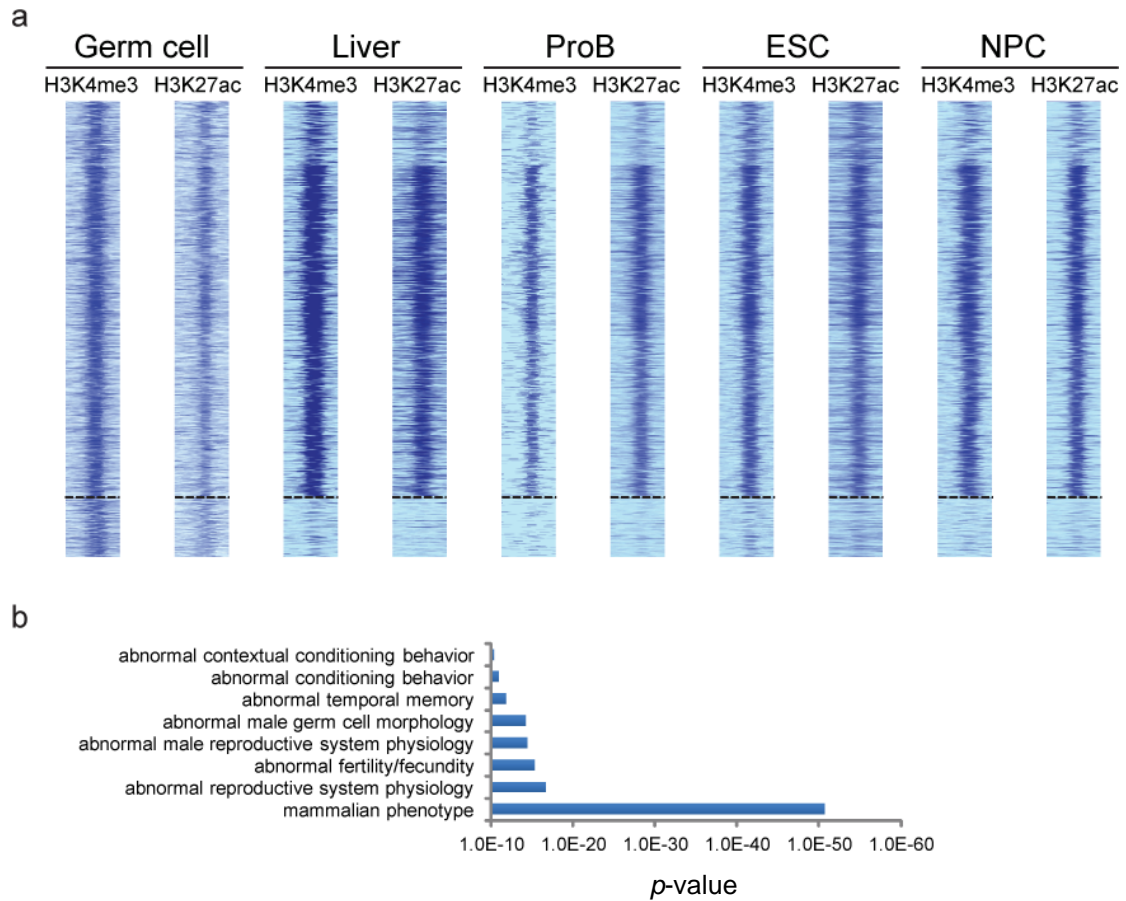 a
Germ cell Liver ProB ESC NPC
H3K4me3 H3K27ac H3K4me3 H3K27ac H3K4me3 H3K27ac H3K4me3 H3K27ac H3K4me3 H3K27ac
b
abnormal contextual conditioning behavior
abnormal conditioning behavior
abnormal temporal memory
abnormal male germ cell morphology
abnormal male reproductive system physiology
abnormal fertility/fecundity
abnormal reproductive system physiology
mammalian phenotype
1.0E-10 1.0E-20 1.0E-30 1.0E-40 1.0E-50 1.0E-60
p-value